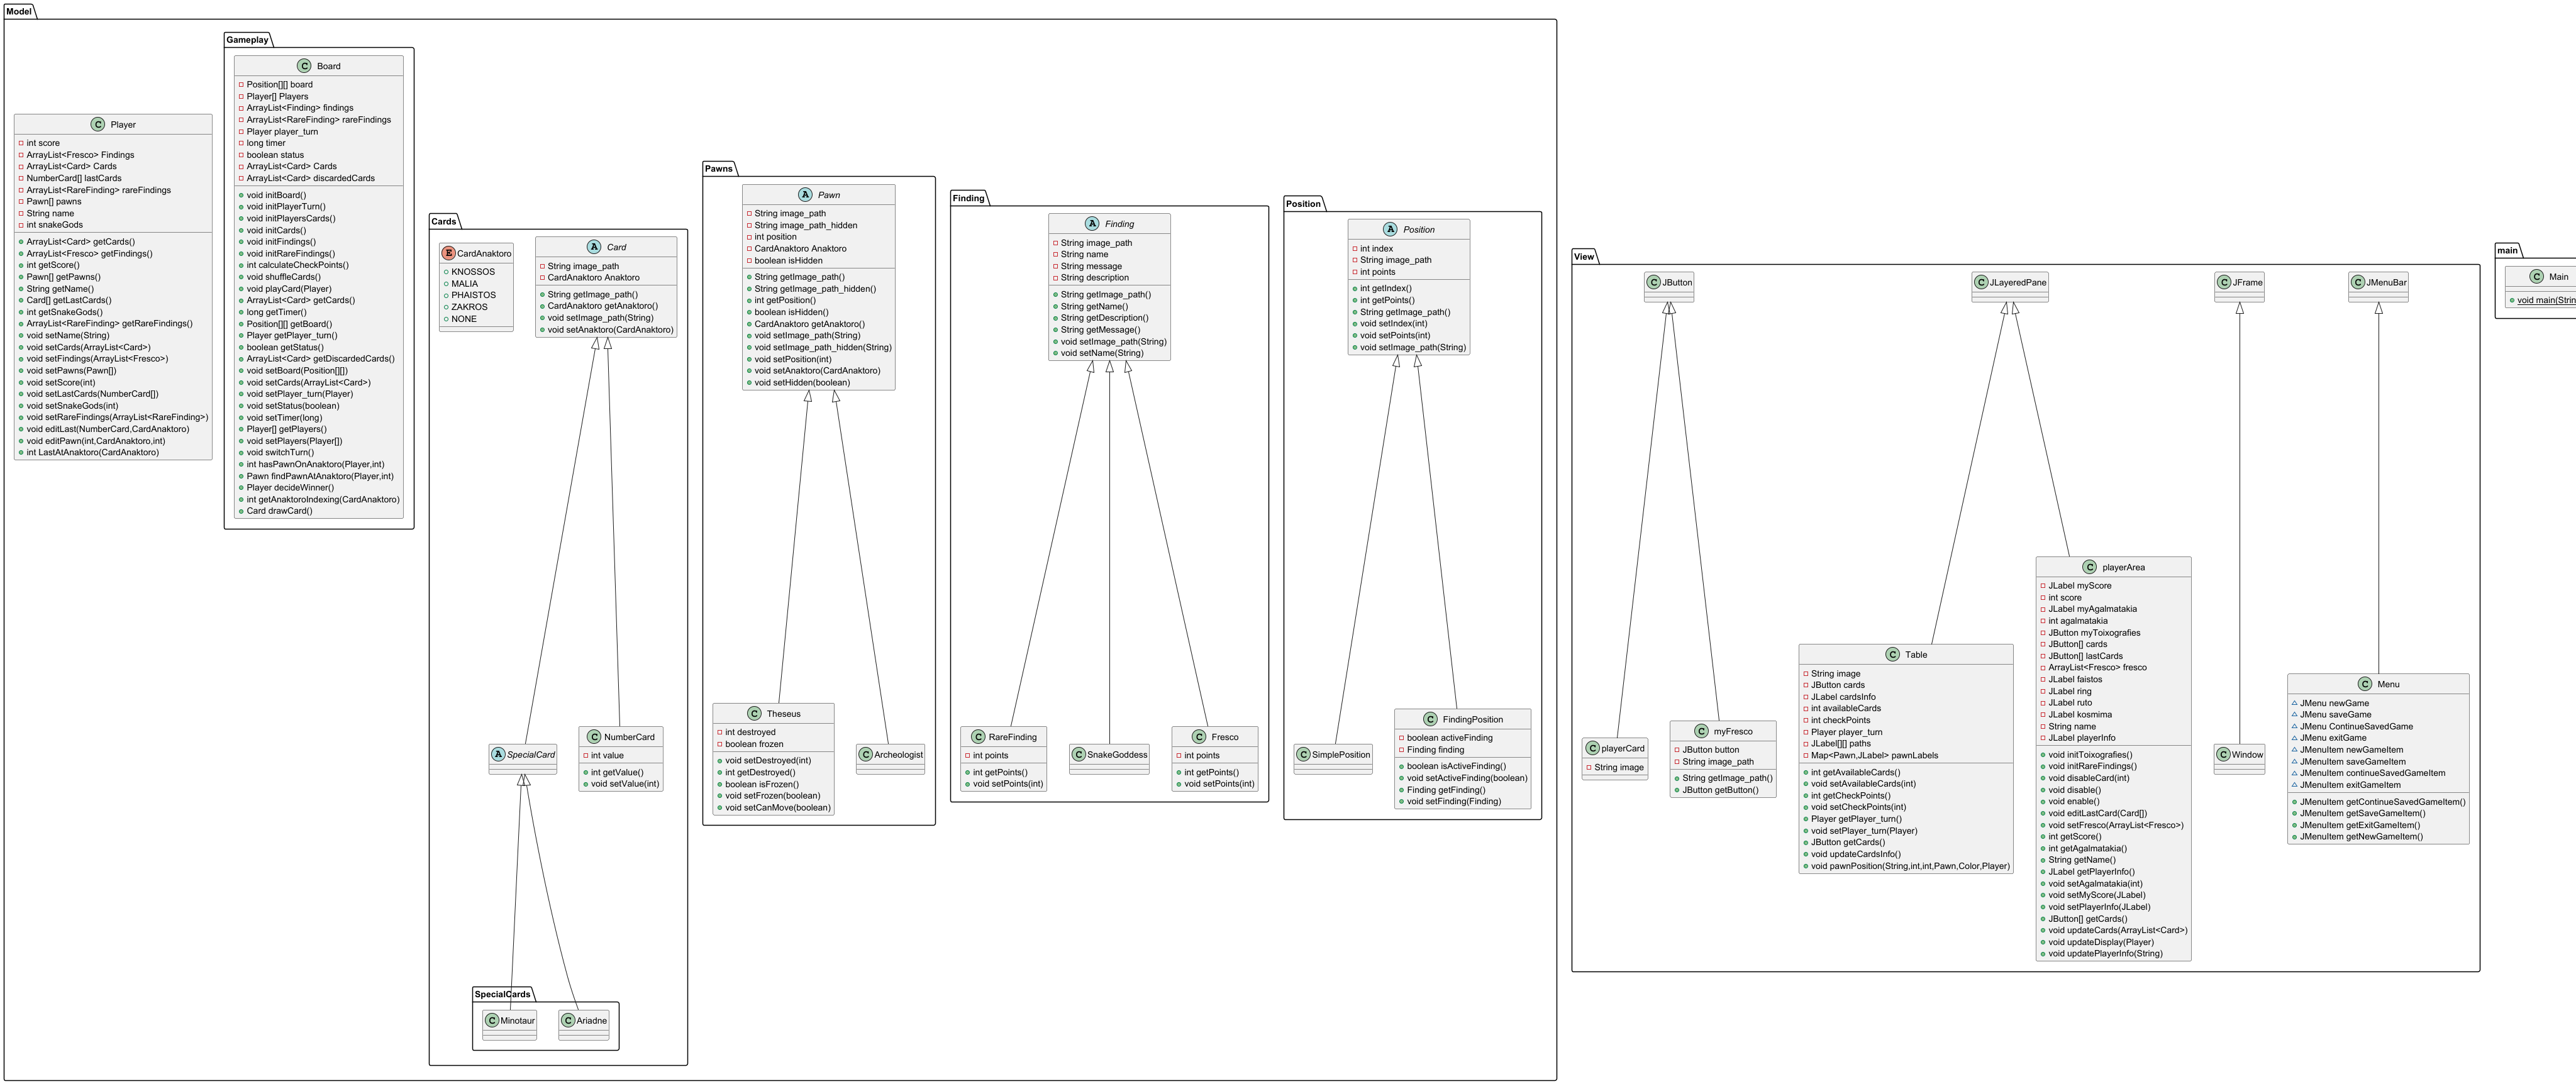 Model
Player
int score
ArrayList<Fresco> Findings
ArrayList<Card> Cards
NumberCard[] lastCards
ArrayList<RareFinding> rareFindings
Pawn[] pawns
String name
int snakeGods
ArrayList<Card> getCards()
ArrayList<Fresco> getFindings()
int getScore()
Pawn[] getPawns()
String getName()
Card[] getLastCards()
int getSnakeGods()
ArrayList<RareFinding> getRareFindings()
void setName(String)
void setCards(ArrayList<Card>)
void setFindings(ArrayList<Fresco>)
void setPawns(Pawn[])
void setScore(int)
void setLastCards(NumberCard[])
void setSnakeGods(int)
void setRareFindings(ArrayList<RareFinding>)
void editLast(NumberCard,CardAnaktoro)
void editPawn(int,CardAnaktoro,int)
int LastAtAnaktoro(CardAnaktoro)
Gameplay
Board
Position[][] board
Player[] Players
ArrayList<Finding> findings
ArrayList<RareFinding> rareFindings
Player player_turn
long timer
boolean status
ArrayList<Card> Cards
ArrayList<Card> discardedCards
void initBoard()
void initPlayerTurn()
void initPlayersCards()
void initCards()
void initFindings()
void initRareFindings()
int calculateCheckPoints()
void shuffleCards()
void playCard(Player)
ArrayList<Card> getCards()
long getTimer()
Position[][] getBoard()
Player getPlayer_turn()
boolean getStatus()
ArrayList<Card> getDiscardedCards()
void setBoard(Position[][])
void setCards(ArrayList<Card>)
void setPlayer_turn(Player)
void setStatus(boolean)
void setTimer(long)
Player[] getPlayers()
void setPlayers(Player[])
void switchTurn()
int hasPawnOnAnaktoro(Player,int)
Pawn findPawnAtAnaktoro(Player,int)
Player decideWinner()
int getAnaktoroIndexing(CardAnaktoro)
Card drawCard()
Cards
CardAnaktoro
KNOSSOS
MALIA
PHAISTOS
ZAKROS
NONE
Card
String image_path
CardAnaktoro Anaktoro
String getImage_path()
CardAnaktoro getAnaktoro()
void setImage_path(String)
void setAnaktoro(CardAnaktoro)
SpecialCard
NumberCard
int value
int getValue()
void setValue(int)
SpecialCards
Minotaur
Ariadne
Pawns
Pawn
String image_path
String image_path_hidden
int position
CardAnaktoro Anaktoro
boolean isHidden
String getImage_path()
String getImage_path_hidden()
int getPosition()
boolean isHidden()
CardAnaktoro getAnaktoro()
void setImage_path(String)
void setImage_path_hidden(String)
void setPosition(int)
void setAnaktoro(CardAnaktoro)
void setHidden(boolean)
Theseus
int destroyed
boolean frozen
void setDestroyed(int)
int getDestroyed()
boolean isFrozen()
void setFrozen(boolean)
void setCanMove(boolean)
Archeologist
Finding
Finding
String image_path
String name
String message
String description
String getImage_path()
String getName()
String getDescription()
String getMessage()
void setImage_path(String)
void setName(String)
RareFinding
int points
int getPoints()
void setPoints(int)
SnakeGoddess
Fresco
int points
int getPoints()
void setPoints(int)
Position
Position
int index
String image_path
int points
int getIndex()
int getPoints()
String getImage_path()
void setIndex(int)
void setPoints(int)
void setImage_path(String)
SimplePosition
FindingPosition
boolean activeFinding
Finding finding
boolean isActiveFinding()
void setActiveFinding(boolean)
Finding getFinding()
void setFinding(Finding)
View
JButton
JLayeredPane
JFrame
JMenuBar
playerCard
String image
myFresco
JButton button
String image_path
String getImage_path()
JButton getButton()
Table
String image
JButton cards
JLabel cardsInfo
int availableCards
int checkPoints
Player player_turn
JLabel[][] paths
Map<Pawn,JLabel> pawnLabels
int getAvailableCards()
void setAvailableCards(int)
int getCheckPoints()
void setCheckPoints(int)
Player getPlayer_turn()
void setPlayer_turn(Player)
JButton getCards()
void updateCardsInfo()
void pawnPosition(String,int,int,Pawn,Color,Player)
playerArea
JLabel myScore
int score
JLabel myAgalmatakia
int agalmatakia
JButton myToixografies
JButton[] cards
JButton[] lastCards
ArrayList<Fresco> fresco
JLabel faistos
JLabel ring
JLabel ruto
JLabel kosmima
String name
JLabel playerInfo
void initToixografies()
void initRareFindings()
void disableCard(int)
void disable()
void enable()
void editLastCard(Card[])
void setFresco(ArrayList<Fresco>)
int getScore()
int getAgalmatakia()
String getName()
JLabel getPlayerInfo()
void setAgalmatakia(int)
void setMyScore(JLabel)
void setPlayerInfo(JLabel)
JButton[] getCards()
void updateCards(ArrayList<Card>)
void updateDisplay(Player)
void updatePlayerInfo(String)
Window
Menu
JMenu newGame
JMenu saveGame
JMenu ContinueSavedGame
JMenu exitGame
JMenuItem newGameItem
JMenuItem saveGameItem
JMenuItem continueSavedGameItem
JMenuItem exitGameItem
JMenuItem getContinueSavedGameItem()
JMenuItem getSaveGameItem()
JMenuItem getExitGameItem()
JMenuItem getNewGameItem()
main
Main
void main(Strin